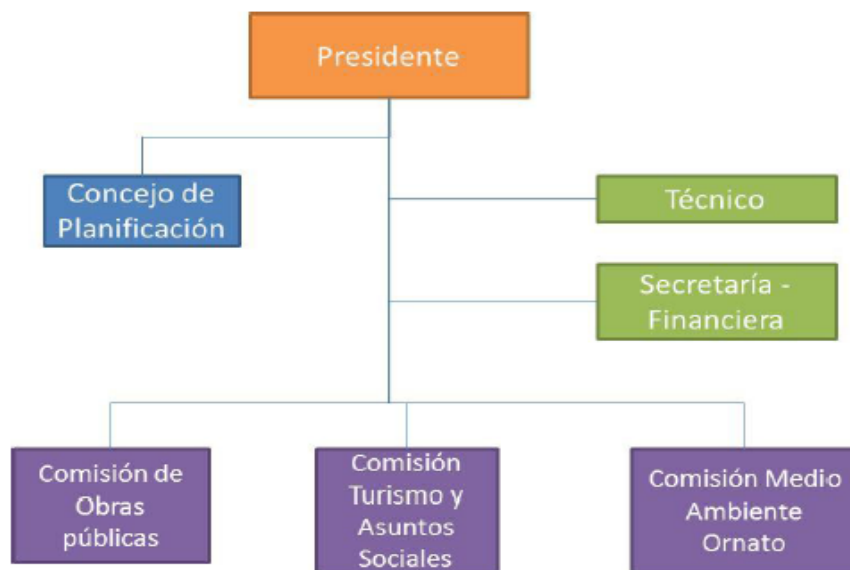 Presidente
Concejo de
Planificación
Técnico
Secretaría -
Financiera
Comisión de
Obras
públicas
Comisión
Turismo y
Asuntos
Sociales
Comisión Medio
Ambiente
Ornato